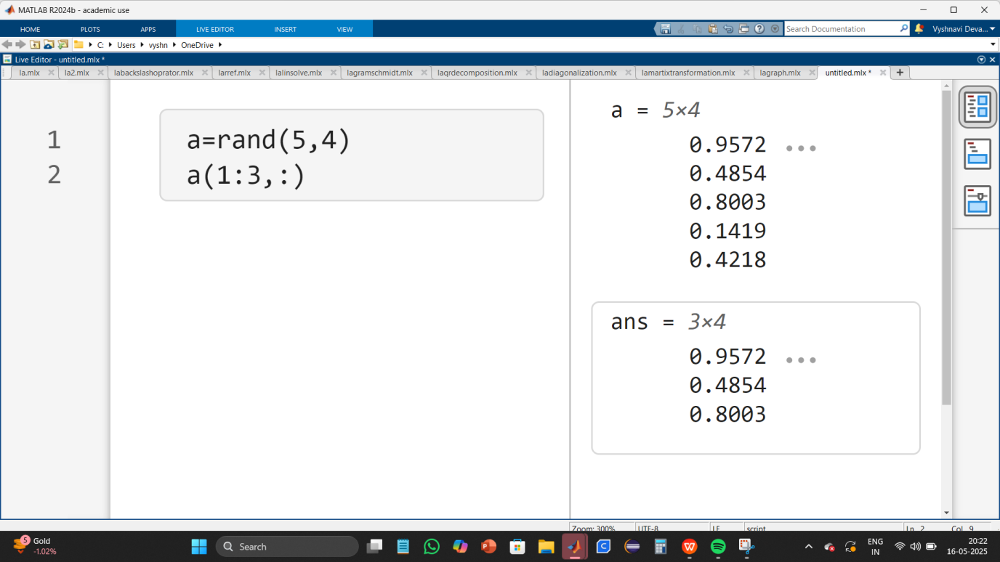 MATLAB R2024b - academic use
HOME PLOTS APPS LIVE EDITOR INSERT VIEW Search Documentation Vyshnavi Deva...
C: Users vyshn OneDrive
Live Editor - untitled.mlx *
la.mlx la2.mlx labackslashoprator.mlx larref.mlx lalinsolve.mlx lagramschmidt.mlx laqrdecomposition.mlx ladiagonalization.mlx lamartixtransformation.mlx lagraph.mlx untitled.mlx *
1 a=rand(5,4)
2 a(1:3,:)
a = 5×4
0.9572 ...
0.4854
0.8003
0.1419
0.4218
ans = 3×4
0.9572 ...
0.4854
0.8003
Zoom: 300% UTF-8 LF script Ln 2 Col 9
5 Gold
-1.02%
Search
ENG
IN
20:22
16-05-2025